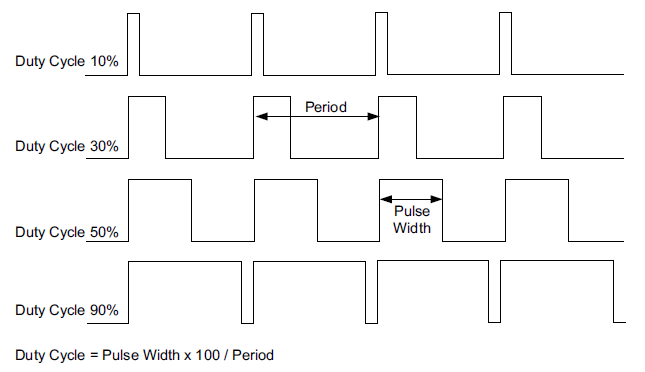 Duty Cycle 10%
Period
Duty Cycle 30%
Pulse
Width
Duty Cycle 50%
Duty Cycle 90%
Duty Cycle = Pulse Width x 100 / Period